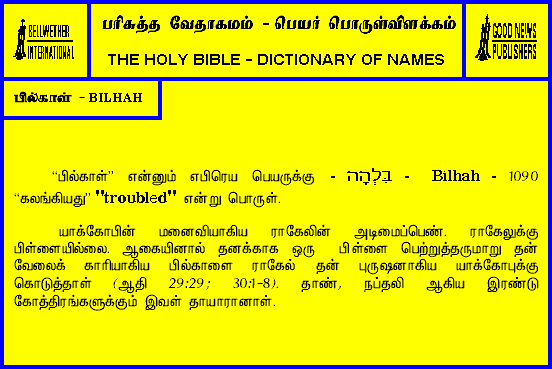 BELLWETHER
INTERNATIONAL
பரிசுத்த வேதாகமம் - பெயர் பொருள்விளக்கம்
THE HOLY BIBLE - DICTIONARY OF NAMES
GOOD NEWS
PUBLISHERS
பில்காள் - BILHAH
“பில்காள்” என்னும் எபிரெய பெயருக்கு - בִּלְהָה - Bilhah - 1090
“கலங்கியது” "troubled" என்று பொருள்.
யாக்கோபின் மனைவியாகிய ராகேலின் அடிமைப்பெண். ராகேலுக்கு
பிள்ளையில்லை. ஆகையினால் தனக்காக ஒரு பிள்ளை பெற்றுத்தருமாறு தன்
வேலைக் காரியாகிய பில்காளை ராகேல் தன் புருஷனாகிய யாக்கோபுக்கு
கொடுத்தாள் (ஆதி 29:29; 30:1-8). தாண், நப்தலி ஆகிய இரண்டு
கோத்திரங்களுக்கும் இவள் தாயாரானாள்.